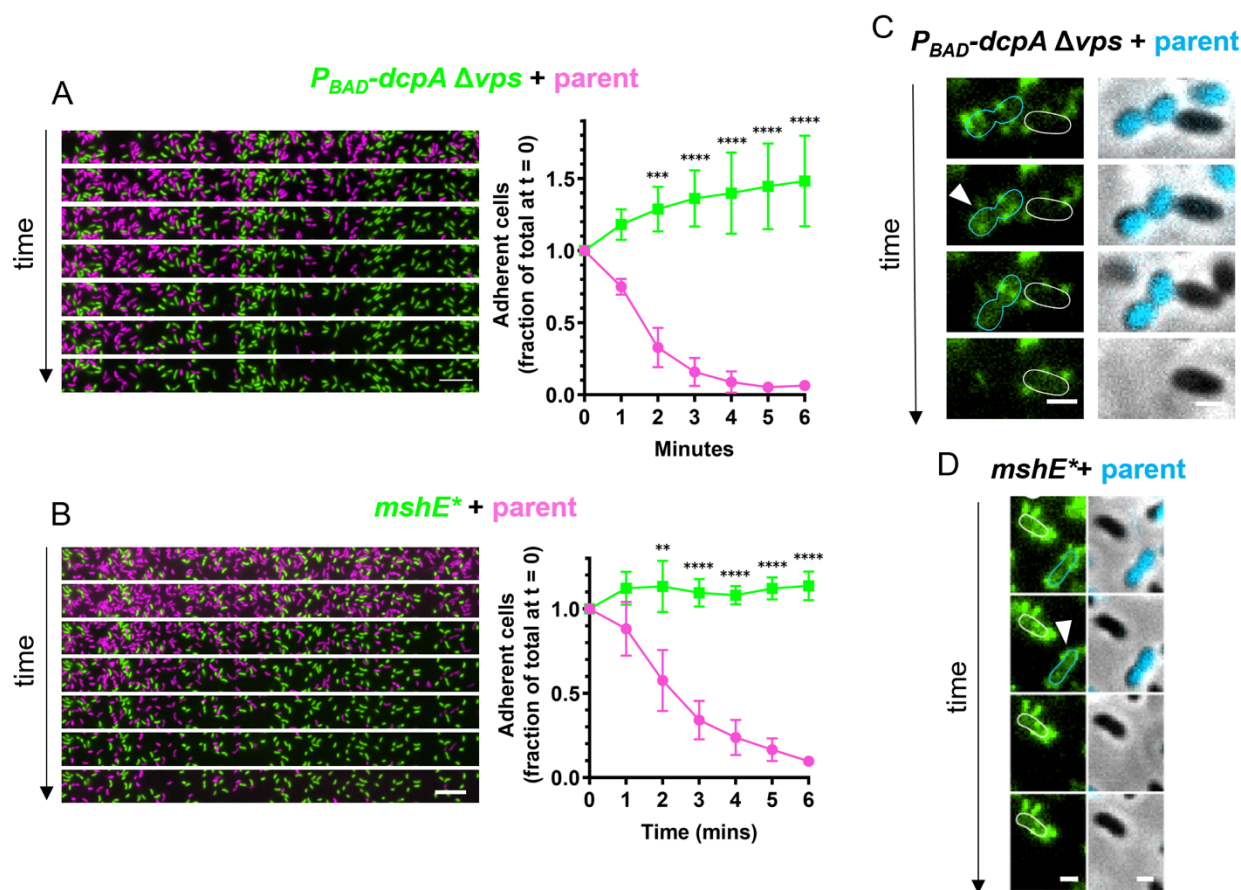 A
P_BAD-dcpA Δvps + parent
time
Adherent cells
(fraction of total at t = 0)
1.5
1.0
0.5
0.0
*** **** **** **** ****
0 1 2 3 4 5 6
Minutes
B
mshE* + parent
time
Adherent cells
(fraction of total at t = 0)
1.0
0.5
0.0
** **** **** **** ****
0 1 2 3 4 5 6
Time (mins)
C
P_BAD-dcpA Δvps + parent
time
D
mshE*+ parent
time